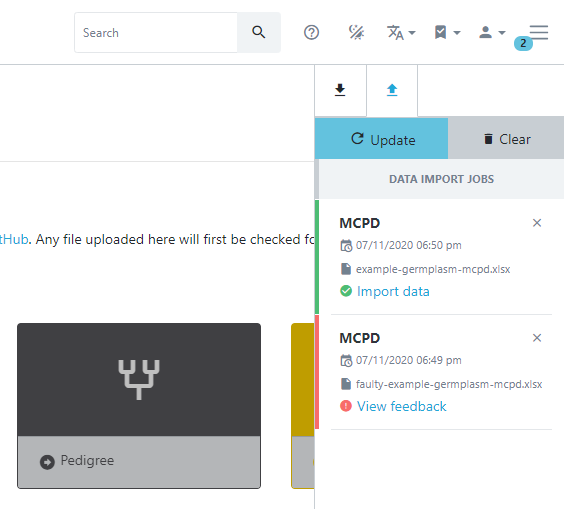 Search
2
Update
Clear
DATA IMPORT JOBS
MCPD
07/11/2020 06:50 pm
example-germplasm-mcpd.xlsx
Import data
MCPD
07/11/2020 06:49 pm
faulty-example-germplasm-mcpd.xlsx
View feedback
tHub. Any file uploaded here will first be checked fo
Pedigree